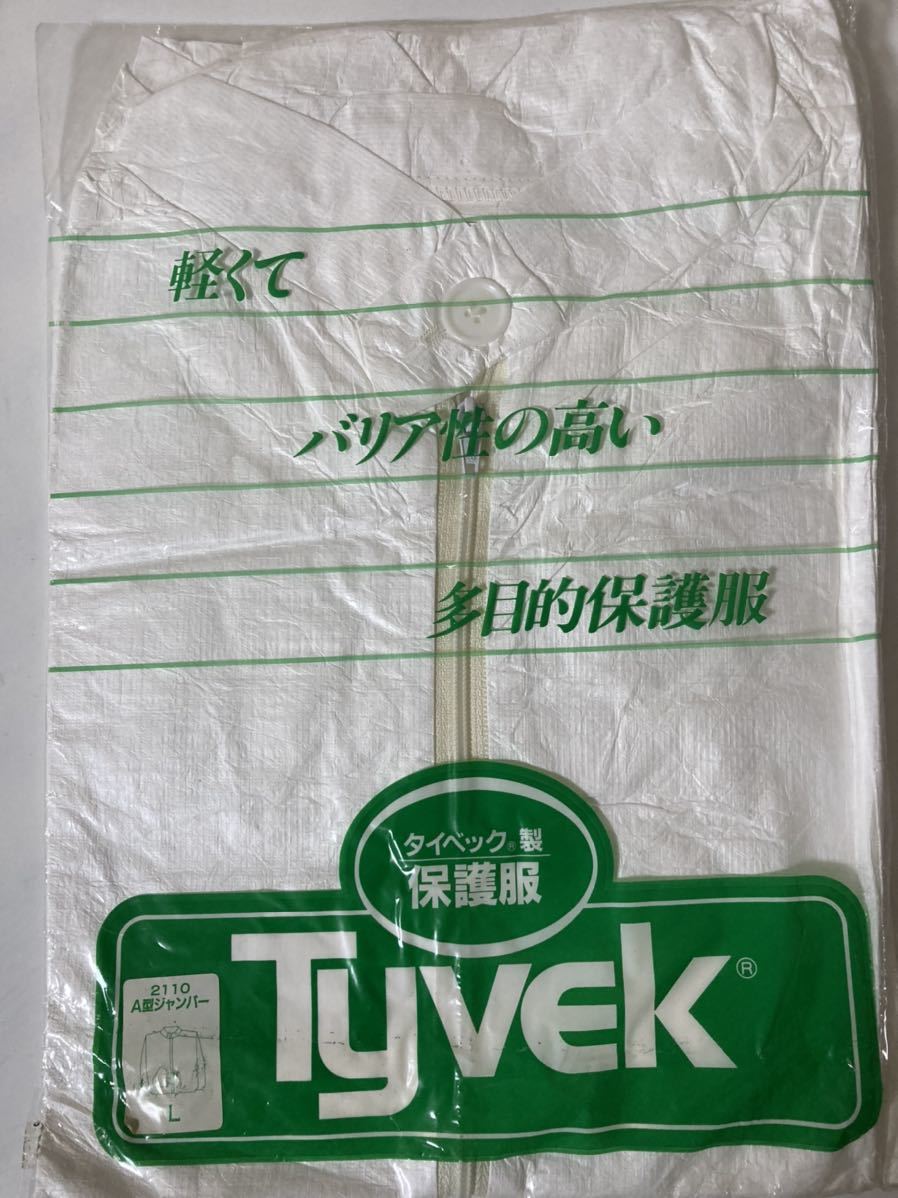 軽くて
バリア性の高い
多目的保護服
タイベック®製
保護服
Tyvek®
2110
A型ジャンパー
L